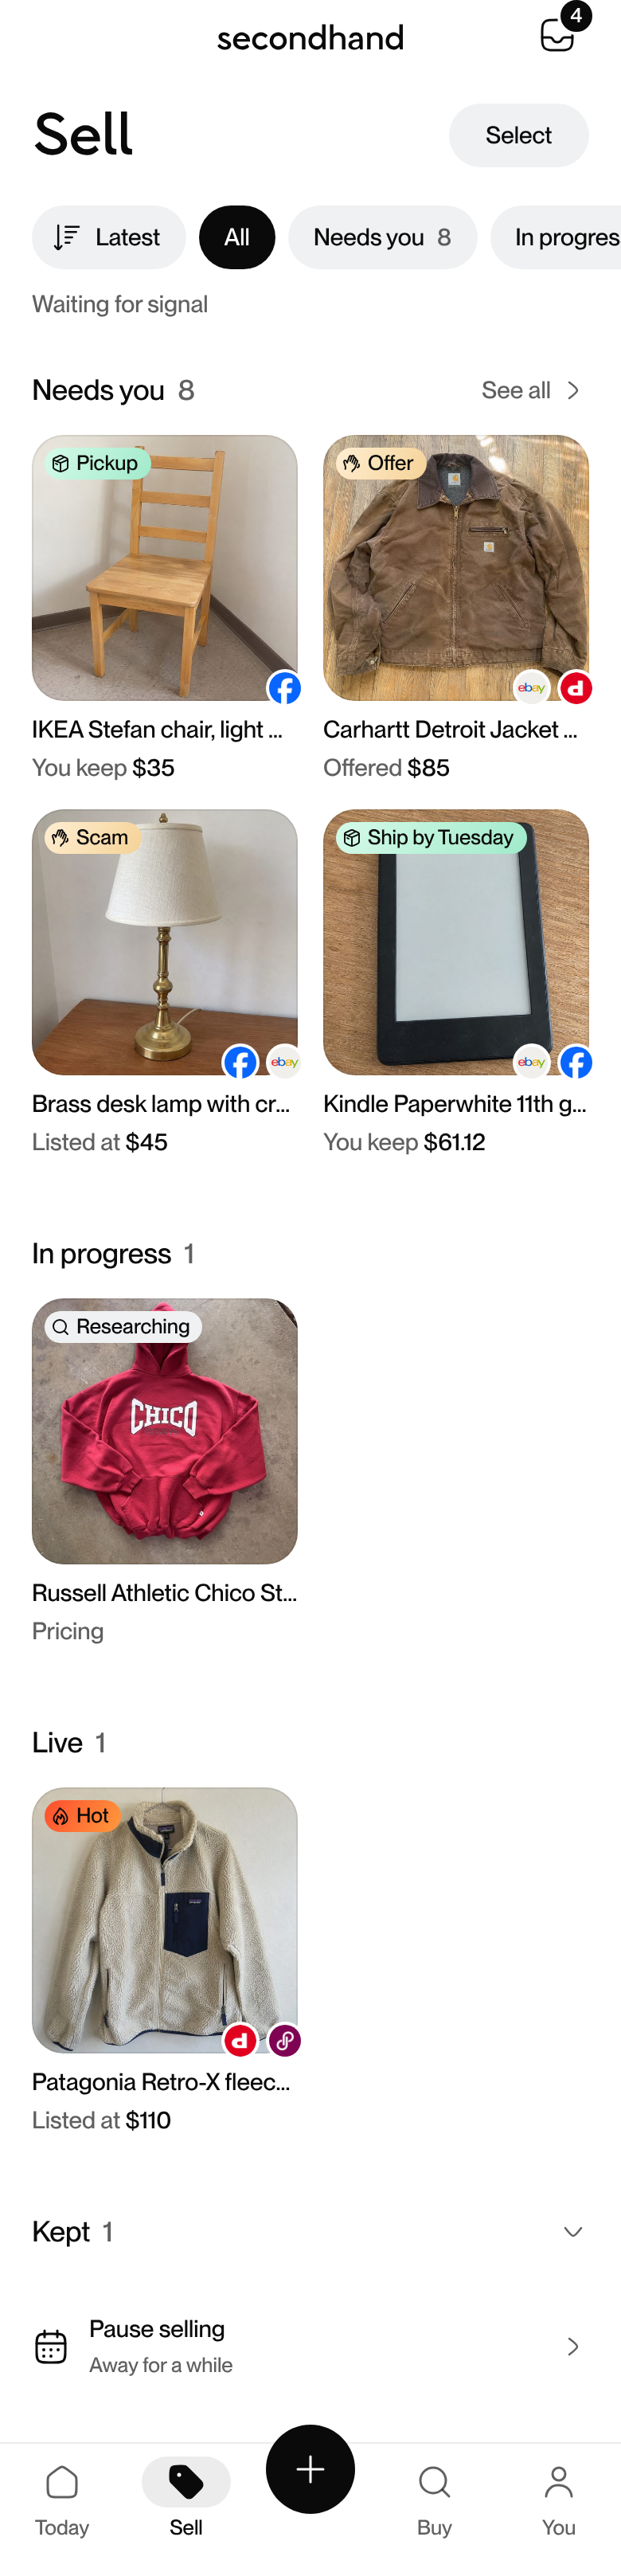 secondhand
4
Sell
Select
Latest
All
Needs you 8
In progres
Waiting for signal
Needs you 8
See all
Pickup
Offer
ebay
d
IKEA Stefan chair, light ...
Carhartt Detroit Jacket ...
You keep $35
Offered $85
Scam
Ship by Tuesday
ebay
ebay
Brass desk lamp with cr...
Kindle Paperwhite 11th g...
Listed at $45
You keep $61.12
In progress 1
Researching
CHICO
Russell Athletic Chico St...
Pricing
Live 1
Hot
d
Patagonia Retro-X fleec...
Listed at $110
Kept 1
Pause selling
Away for a while
Today
Sell
Buy
You